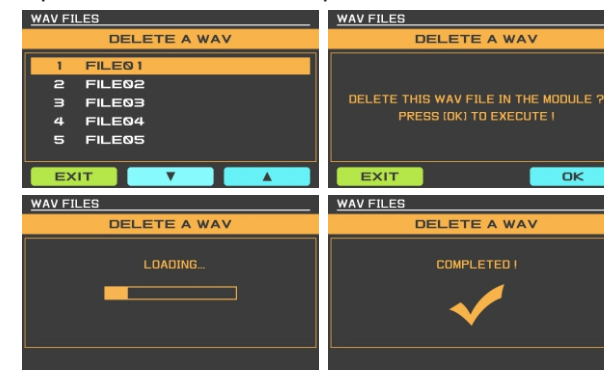 WAV FILES
DELETE A WAV
1 FILE01
2 FILE02
3 FILE03
4 FILE04
5 FILE05
EXIT ▼ ▲
WAV FILES
DELETE A WAV
DELETE THIS WAV FILE IN THE MODULE ?
PRESS [OK] TO EXECUTE !
EXIT OK
WAV FILES
DELETE A WAV
LOADING...
WAV FILES
DELETE A WAV
COMPLETED !